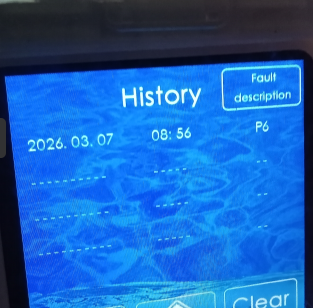 Fault
description
History
2026. 03. 07 08: 56 P6
------------ ------ --
------------ ------ --
------------ ------ --
Clear